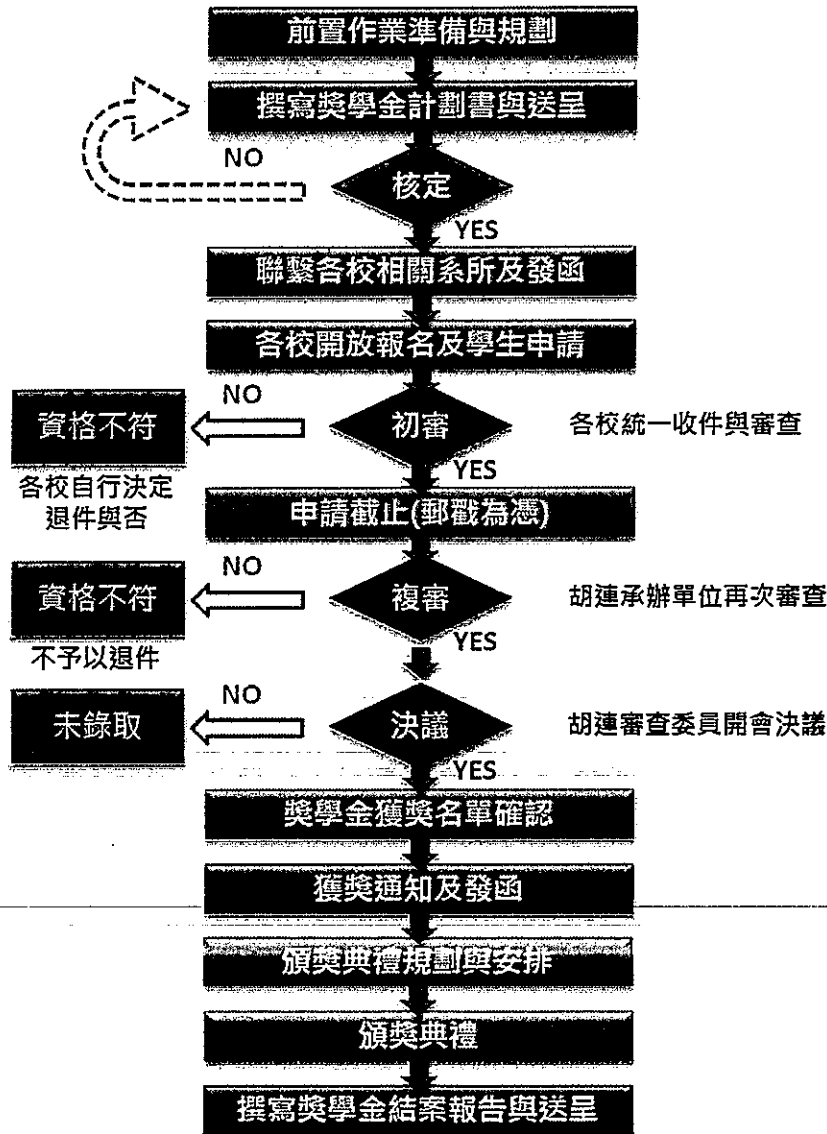 前置作業準備與規劃
撰寫獎學金計劃書與送呈
NO
核定
YES
聯繫各校相關系所及發函
各校開放報名及學生申請
NO
資格不符
初審
各校統一收件與審查
各校自行決定
退件與否
YES
申請截止(郵戳為憑)
NO
資格不符
複審
胡連承辦單位再次審查
不予以退件
YES
NO
未錄取
決議
胡連審查委員開會決議
YES
獎學金獲獎名單確認
獲獎通知及發函
頒獎典禮規劃與安排
頒獎典禮
撰寫獎學金結案報告與送呈